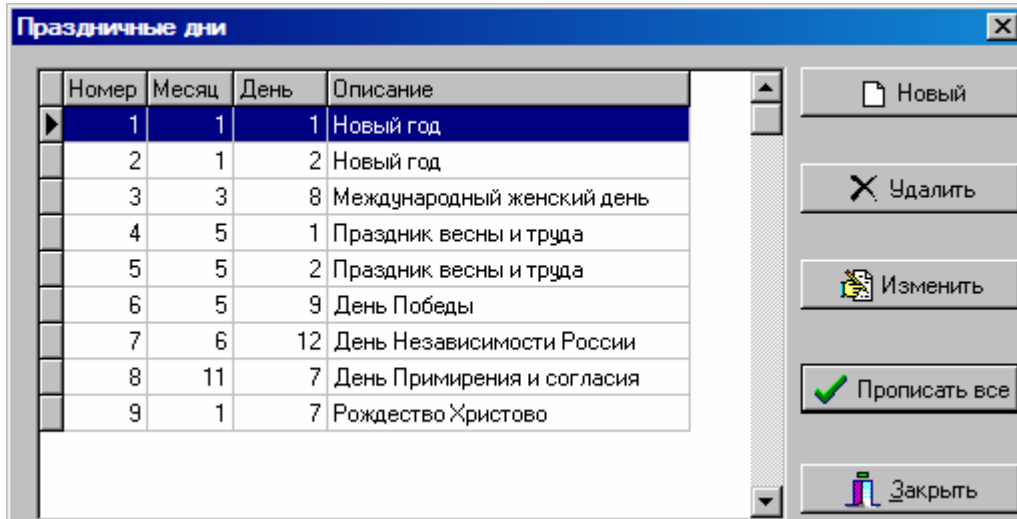 Праздничные дни
Номер Месяц День Описание
1 1 1 Новый год
2 1 2 Новый год
3 3 8 Международный женский день
4 5 1 Праздник весны и труда
5 5 2 Праздник весны и труда
6 5 9 День Победы
7 6 12 День Независимости России
8 11 7 День Примирения и согласия
9 1 7 Рождество Христово
Новый
Удалить
Изменить
Прописать все
Закрыть